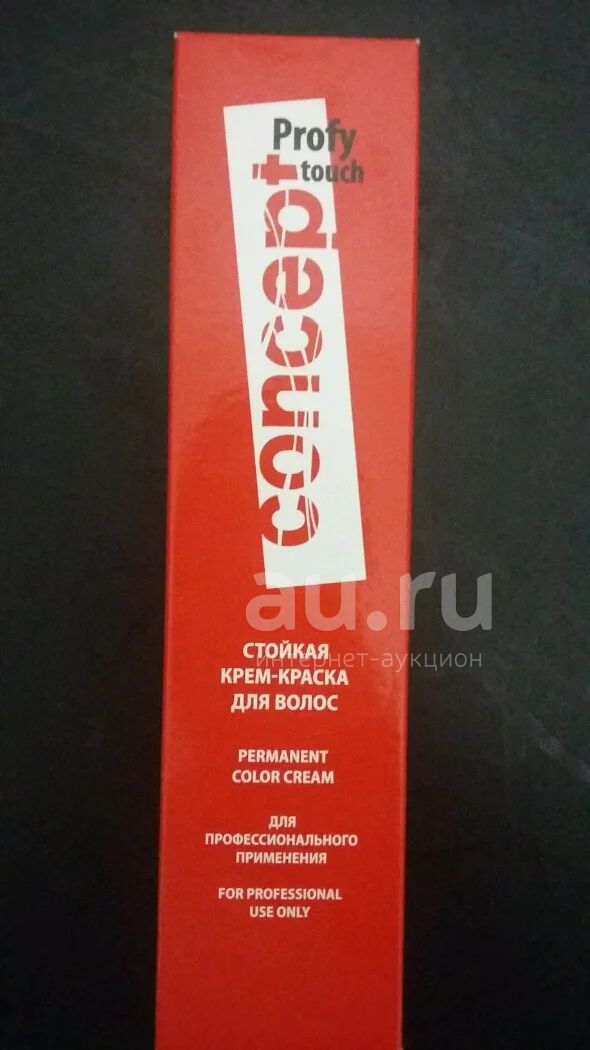 Profy
touch
concept
au.ru
интернет-аукцион
СТОЙКАЯ
КРЕМ-КРАСКА
ДЛЯ ВОЛОС
PERMANENT
COLOR CREAM
ДЛЯ
ПРОФЕССИОНАЛЬНОГО
ПРИМЕНЕНИЯ
FOR PROFESSIONAL
USE ONLY